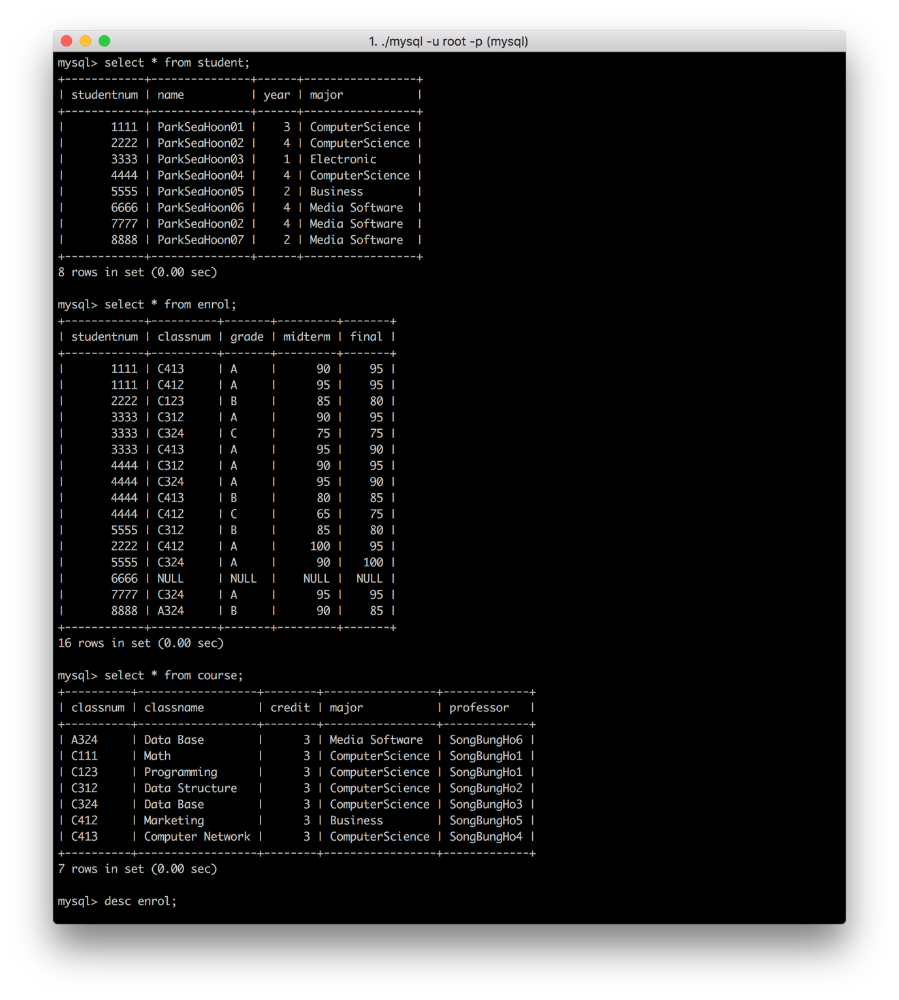 1. ./mysql -u root -p (mysql)
mysql> select * from student;
+------------+---------------+------+-----------------+
| studentnum | name          | year | major           |
+------------+---------------+------+-----------------+
|       1111 | ParkSeaHoon01 |    3 | ComputerScience |
|       2222 | ParkSeaHoon02 |    4 | ComputerScience |
|       3333 | ParkSeaHoon03 |    1 | Electronic      |
|       4444 | ParkSeaHoon04 |    4 | ComputerScience |
|       5555 | ParkSeaHoon05 |    2 | Business        |
|       6666 | ParkSeaHoon06 |    4 | Media Software  |
|       7777 | ParkSeaHoon02 |    4 | Media Software  |
|       8888 | ParkSeaHoon07 |    2 | Media Software  |
+------------+---------------+------+-----------------+
8 rows in set (0.00 sec)

mysql> select * from enrol;
+------------+----------+-------+---------+-------+
| studentnum | classnum | grade | midterm | final |
+------------+----------+-------+---------+-------+
|       1111 | C413     | A     |      90 |    95 |
|       1111 | C412     | A     |      95 |    95 |
|       2222 | C123     | B     |      85 |    80 |
|       3333 | C312     | A     |      90 |    95 |
|       3333 | C324     | C     |      75 |    75 |
|       3333 | C413     | A     |      95 |    90 |
|       4444 | C312     | A     |      90 |    95 |
|       4444 | C324     | A     |      95 |    90 |
|       4444 | C413     | B     |      80 |    85 |
|       4444 | C412     | C     |      65 |    75 |
|       5555 | C312     | B     |      85 |    80 |
|       2222 | C412     | A     |     100 |    95 |
|       5555 | C324     | A     |      90 |   100 |
|       6666 | NULL     | NULL  |    NULL |  NULL |
|       7777 | C324     | A     |      95 |    95 |
|       8888 | A324     | B     |      90 |    85 |
+------------+----------+-------+---------+-------+
16 rows in set (0.00 sec)

mysql> select * from course;
+----------+------------------+--------+-----------------+-------------+
| classnum | classname        | credit | major           | professor   |
+----------+------------------+--------+-----------------+-------------+
| A324     | Data Base        |      3 | Media Software  | SongBungHo6 |
| C111     | Math             |      3 | ComputerScience | SongBungHo1 |
| C123     | Programming      |      3 | ComputerScience | SongBungHo1 |
| C312     | Data Structure   |      3 | ComputerScience | SongBungHo2 |
| C324     | Data Base        |      3 | ComputerScience | SongBungHo3 |
| C412     | Marketing        |      3 | Business        | SongBungHo5 |
| C413     | Computer Network |      3 | ComputerScience | SongBungHo4 |
+----------+------------------+--------+-----------------+-------------+
7 rows in set (0.00 sec)

mysql> desc enrol;